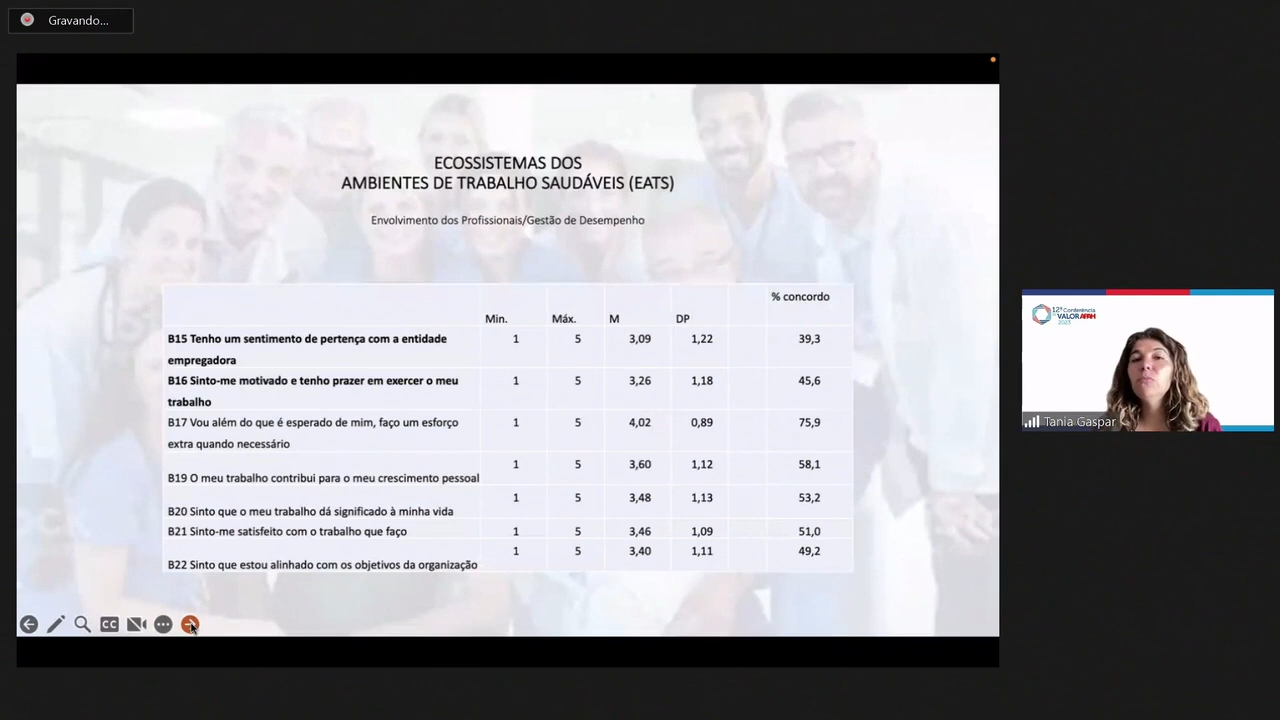 Gravando...
ECOSSISTEMAS DOS
AMBIENTES DE TRABALHO SAUDÁVEIS (EATS)
Envolvimento dos Profissionais/Gestão de Desempenho
Min. Máx. M DP % concordo
B15 Tenho um sentimento de pertença com a entidade
empregadora 1 5 3,09 1,22 39,3
B16 Sinto-me motivado e tenho prazer em exercer o meu
trabalho 1 5 3,26 1,18 45,6
B17 Vou além do que é esperado de mim, faço um esforço
extra quando necessário 1 5 4,02 0,89 75,9
B19 O meu trabalho contribui para o meu crescimento pessoal 1 5 3,60 1,12 58,1
B20 Sinto que o meu trabalho dá significado à minha vida 1 5 3,48 1,13 53,2
B21 Sinto-me satisfeito com o trabalho que faço 1 5 3,46 1,09 51,0
B22 Sinto que estou alinhado com os objetivos da organização 1 5 3,40 1,11 49,2
CC
12ª Conferência
VALOR APAH
2023
Tania Gaspar